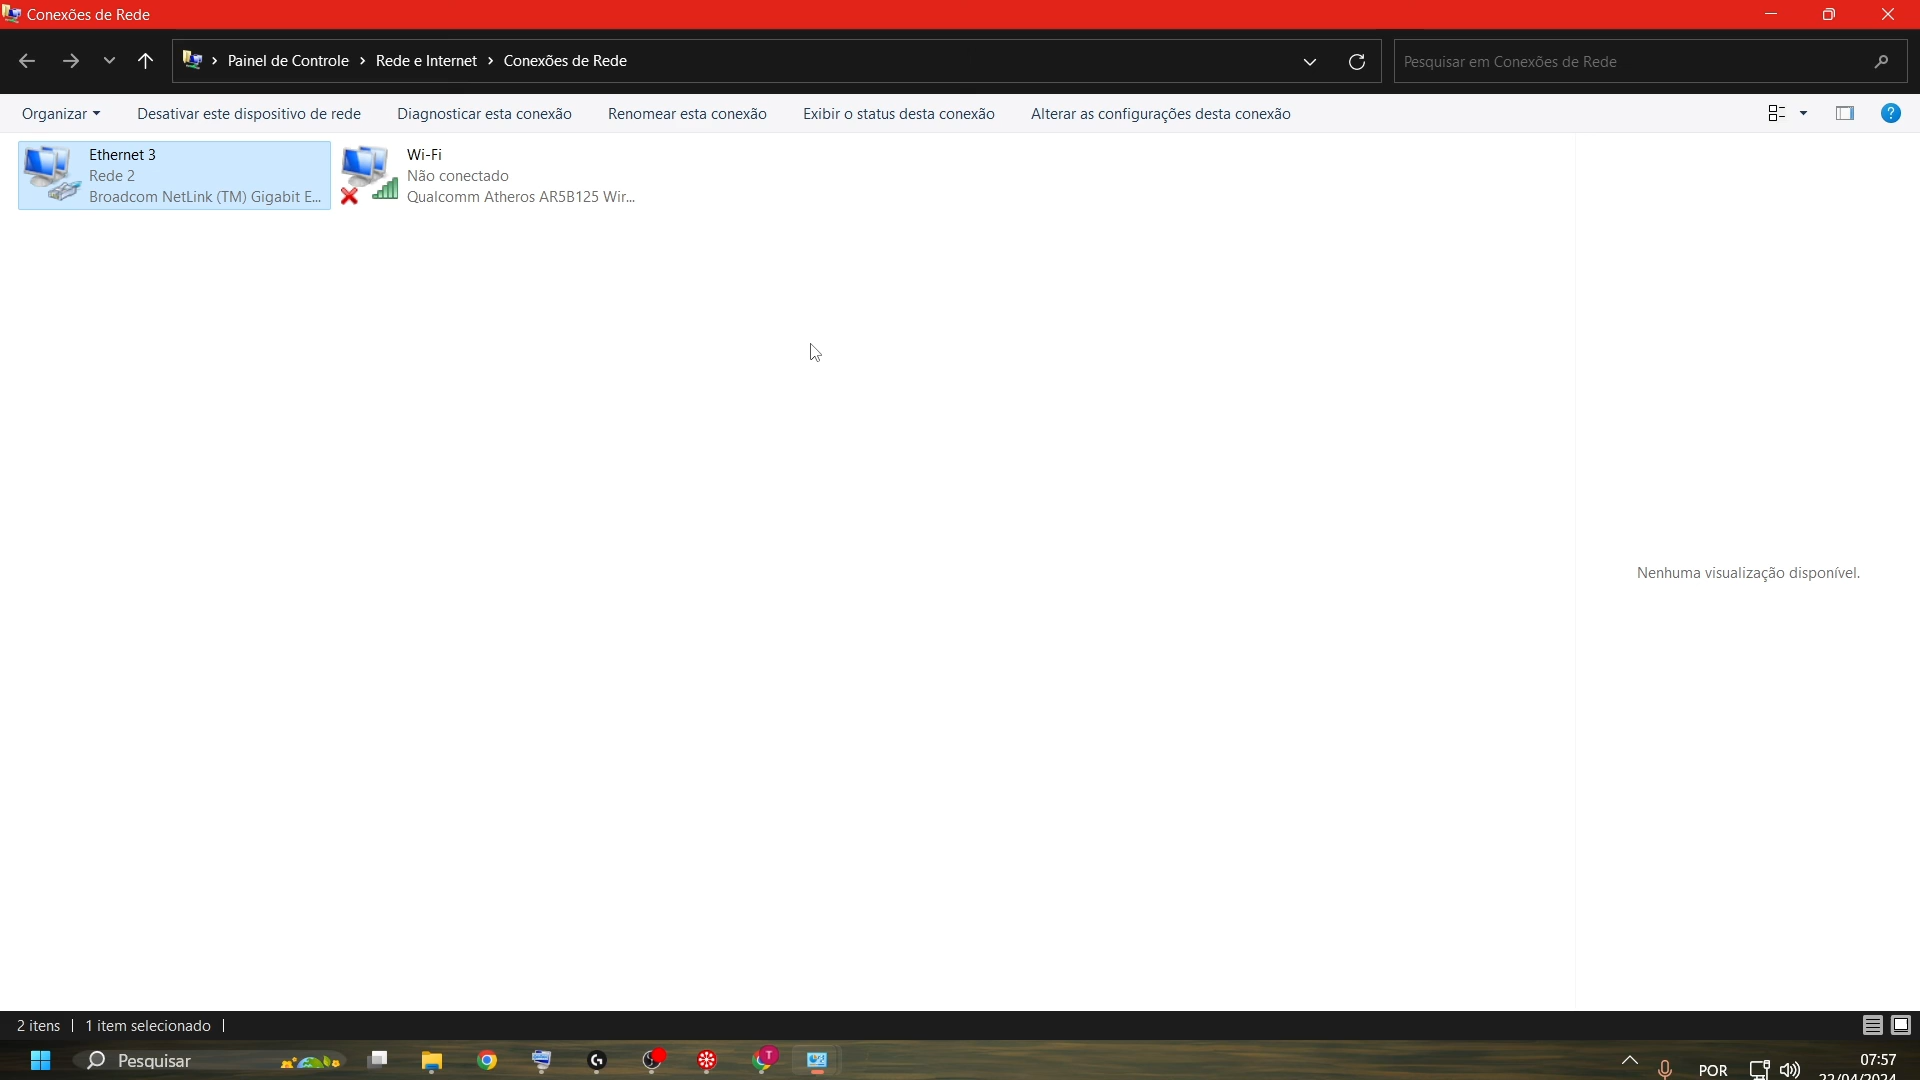 Conexões de Rede
Painel de Controle > Rede e Internet > Conexões de Rede
Pesquisar em Conexões de Rede
Organizar Desativar este dispositivo de rede Diagnosticar esta conexão Renomear esta conexão Exibir o status desta conexão Alterar as configurações desta conexão ?
Ethernet 3
Rede 2
Broadcom NetLink (TM) Gigabit E...
Wi-Fi
Não conectado
Qualcomm Atheros AR5B125 Wir...
Nenhuma visualização disponível.
2 itens 1 item selecionado
Pesquisar T POR 07:57
22/04/2024